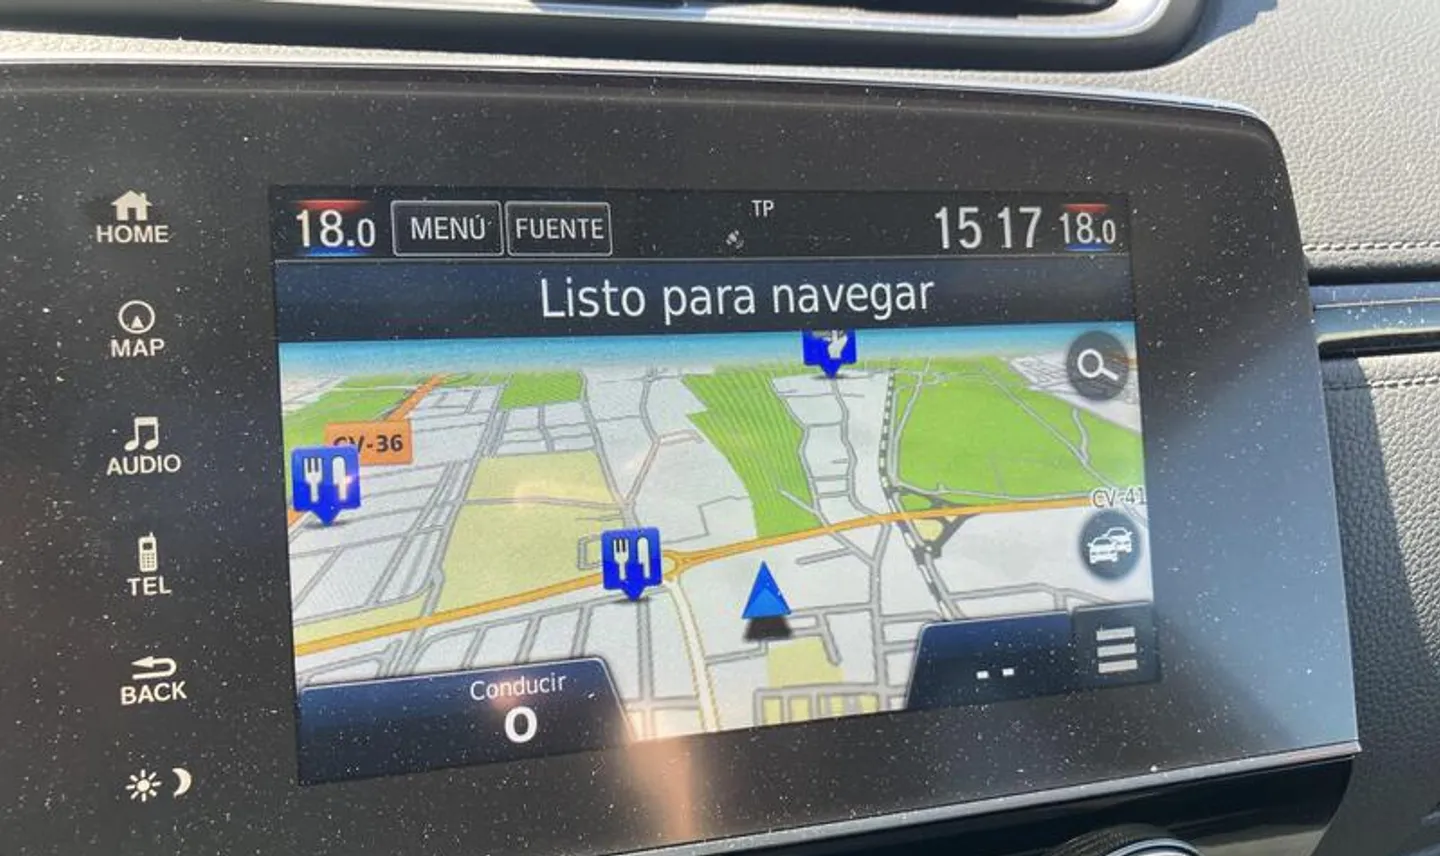 HOME
MAP
AUDIO
TEL
BACK
18.0 MENÚ FUENTE TP 15 17 18.0
Listo para navegar
CV-36
CV-41
Conducir
0
--